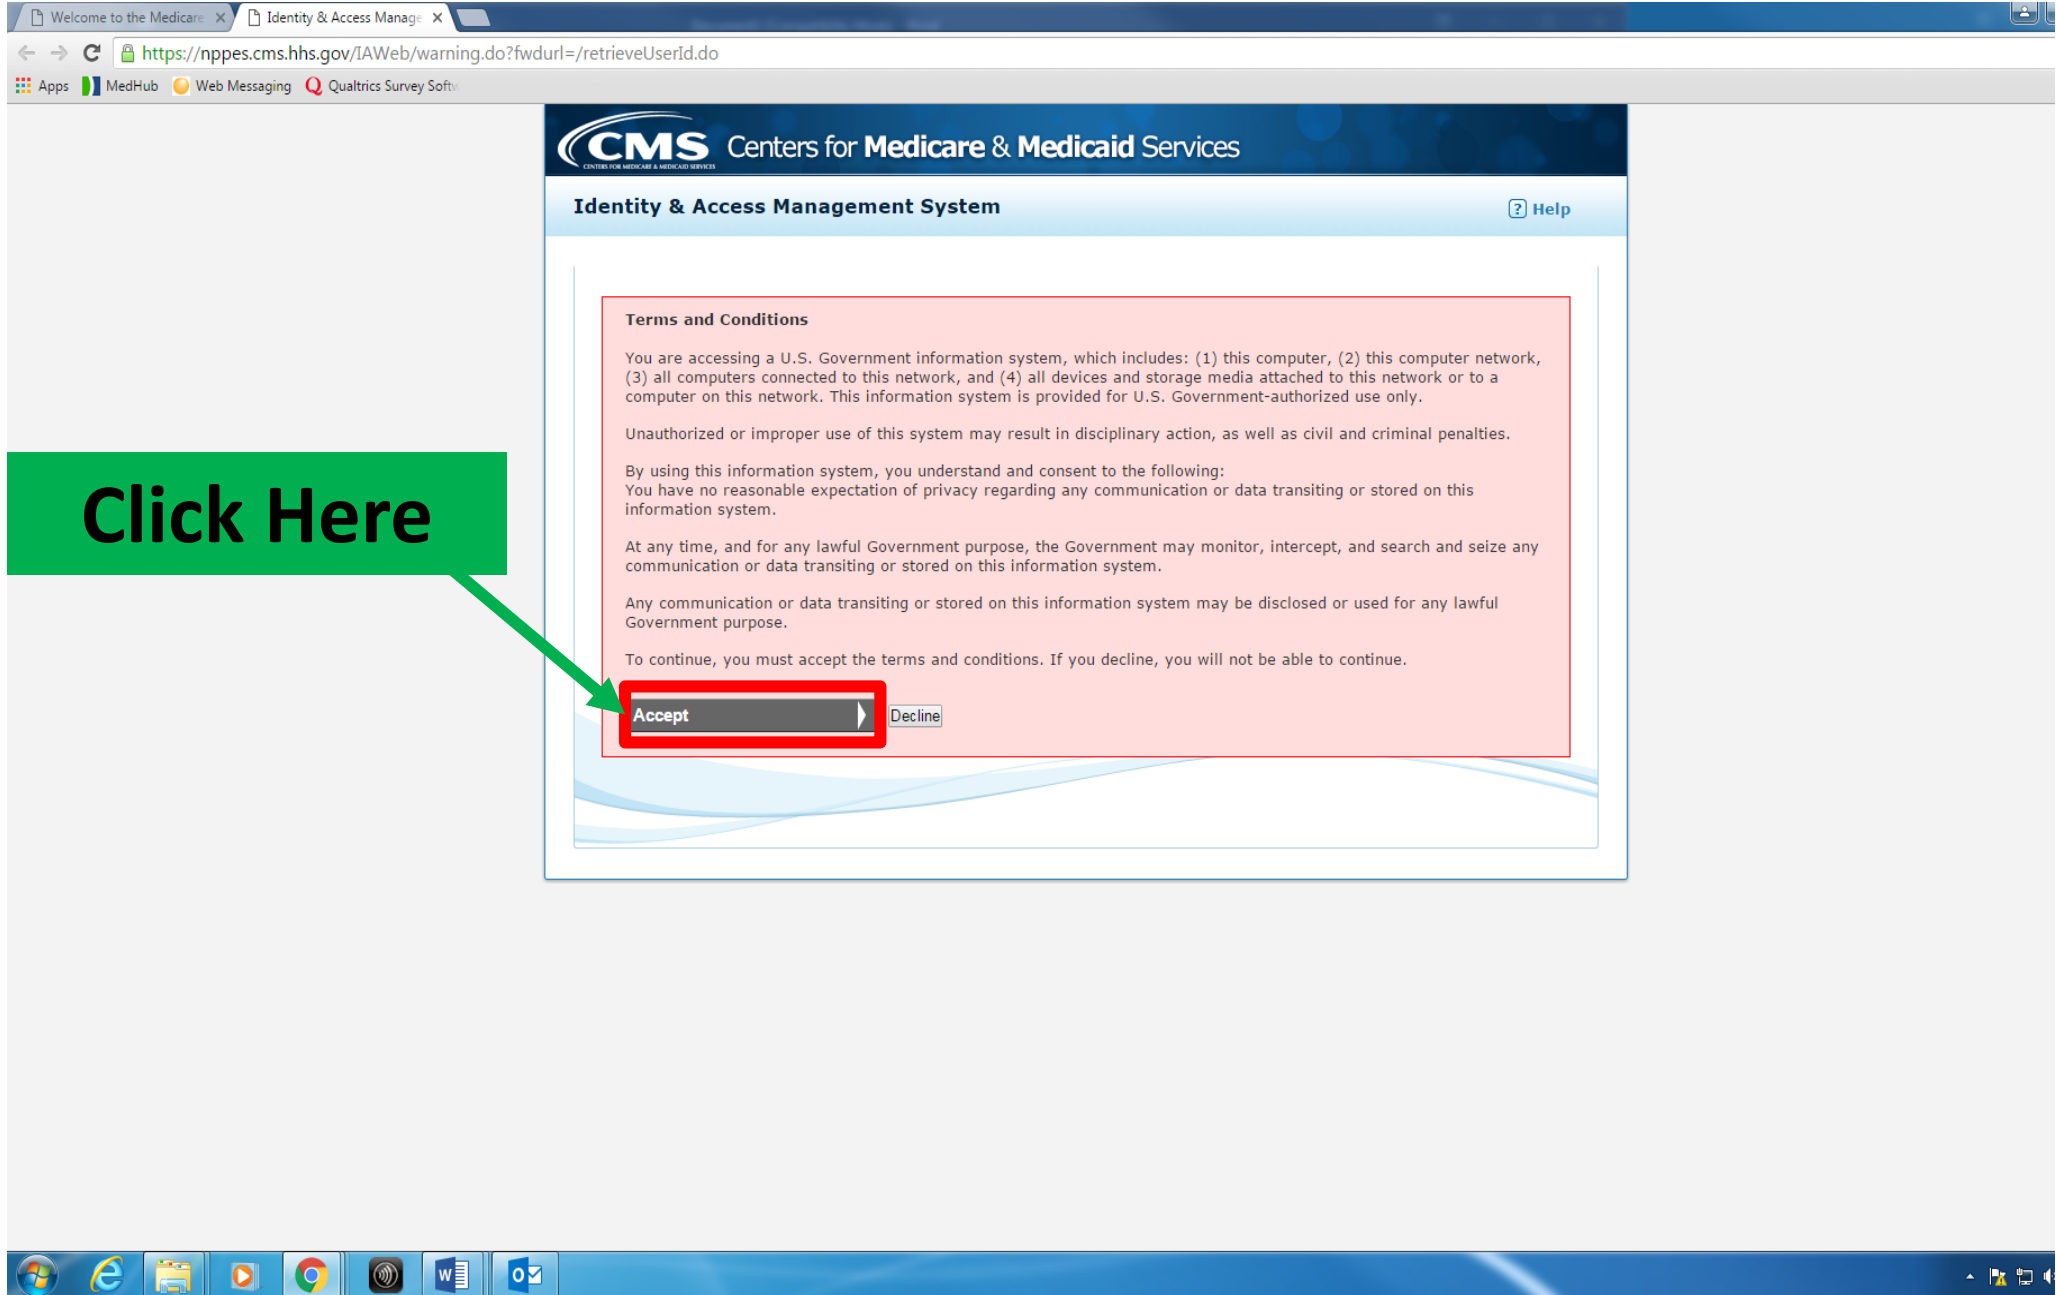 Welcome to the Medicare
Identity & Access Manage
https://nppes.cms.hhs.gov/IAWeb/warning.do?fwdurl=/retrieveUserId.do
Apps MedHub Web Messaging Qualtrics Survey Softw
CMS Centers for Medicare & Medicaid Services
CENTERS FOR MEDICARE & MEDICAID SERVICES
Identity & Access Management System
? Help
Terms and Conditions
You are accessing a U.S. Government information system, which includes: (1) this computer, (2) this computer network,
(3) all computers connected to this network, and (4) all devices and storage media attached to this network or to a
computer on this network. This information system is provided for U.S. Government-authorized use only.
Unauthorized or improper use of this system may result in disciplinary action, as well as civil and criminal penalties.
By using this information system, you understand and consent to the following:
You have no reasonable expectation of privacy regarding any communication or data transiting or stored on this
information system.
At any time, and for any lawful Government purpose, the Government may monitor, intercept, and search and seize any
communication or data transiting or stored on this information system.
Any communication or data transiting or stored on this information system may be disclosed or used for any lawful
Government purpose.
To continue, you must accept the terms and conditions. If you decline, you will not be able to continue.
Click Here
Accept
Decline